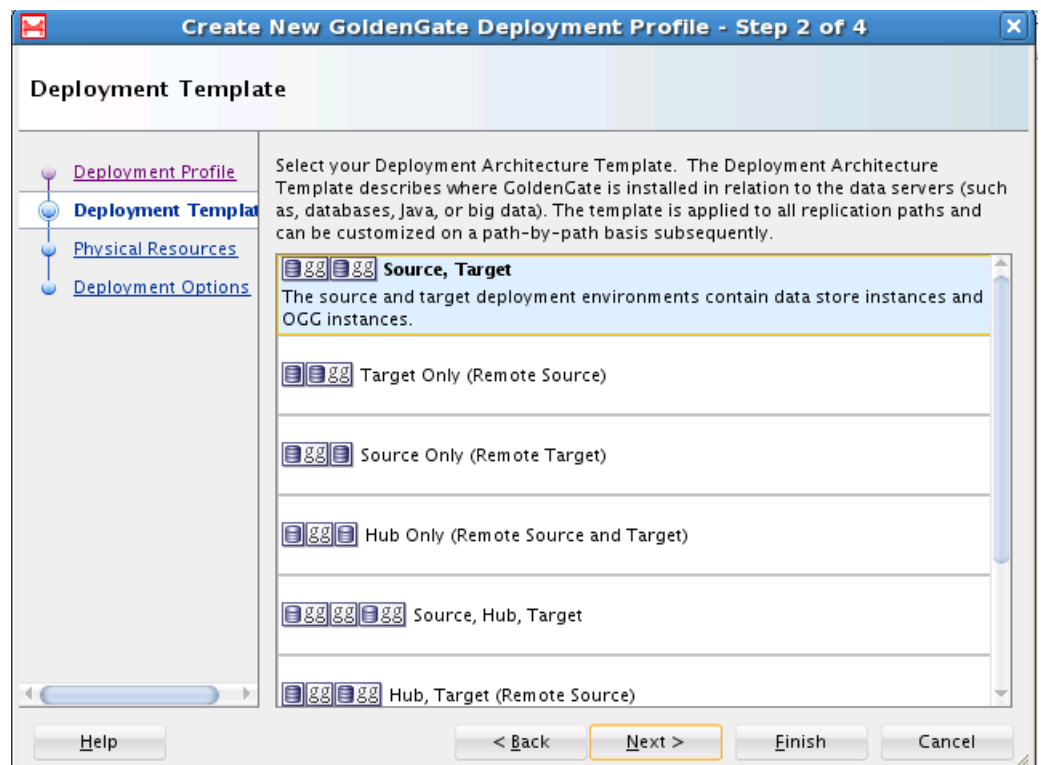 Create New GoldenGate Deployment Profile - Step 2 of 4
Deployment Template
Deployment Profile
Deployment Templat
Physical Resources
Deployment Options
Select your Deployment Architecture Template. The Deployment Architecture
Template describes where GoldenGate is installed in relation to the data servers (such
as, databases, Java, or big data). The template is applied to all replication paths and
can be customized on a path-by-path basis subsequently.
gg gg Source, Target
The source and target deployment environments contain data store instances and
OGG instances.
gg Target Only (Remote Source)
gg Source Only (Remote Target)
gg Hub Only (Remote Source and Target)
gg gg gg Source, Hub, Target
gg gg Hub, Target (Remote Source)
Help
< Back
Next >
Finish
Cancel